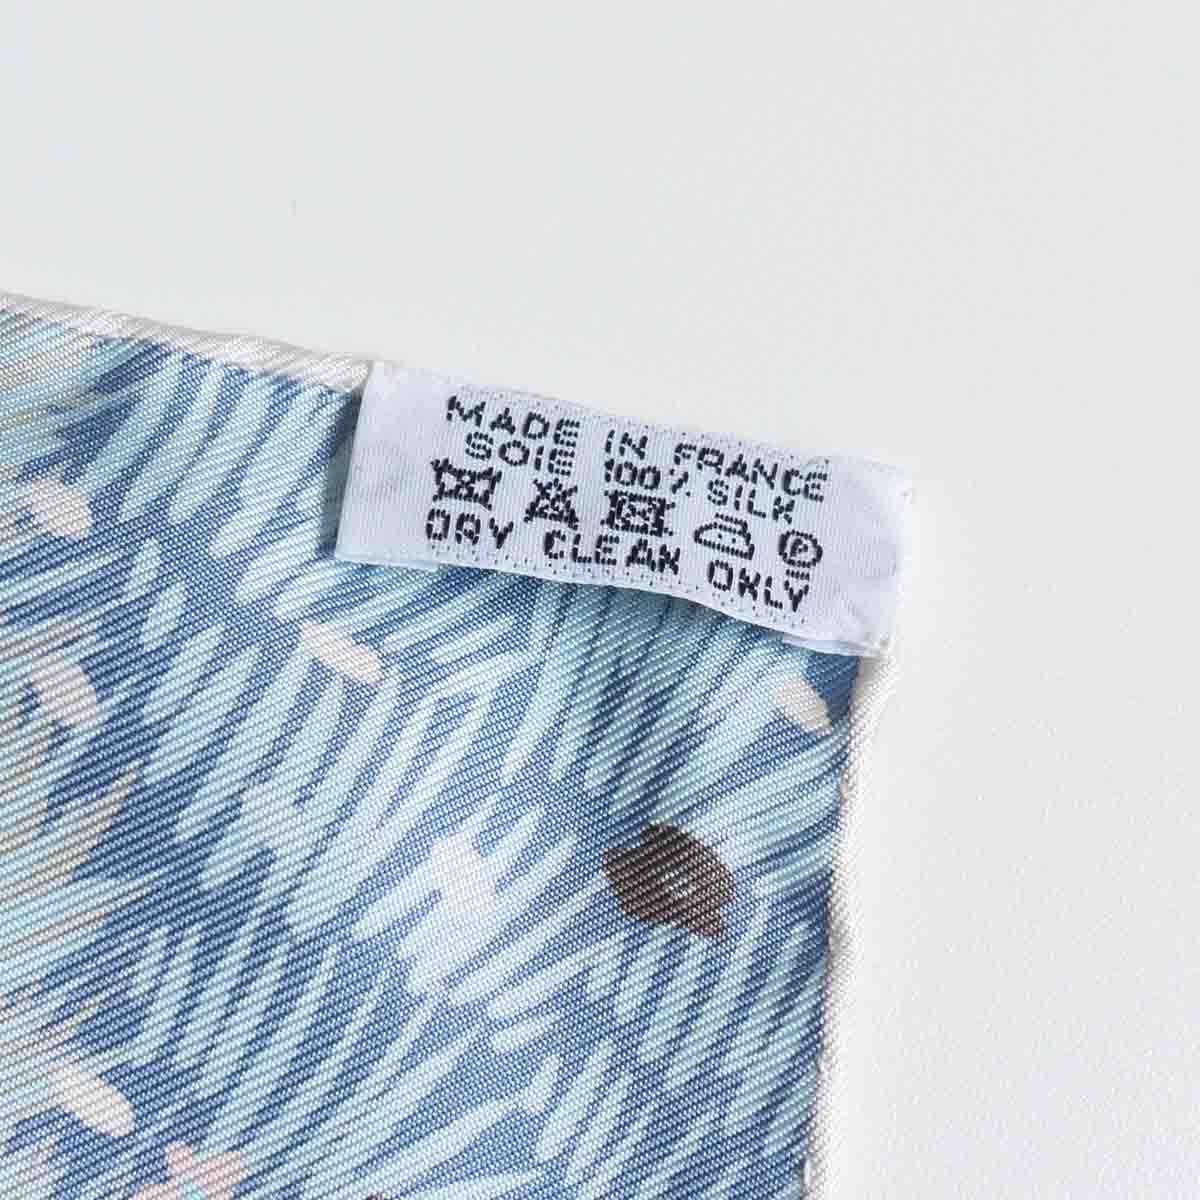 MADE IN FRANCE
SOIE 100% SILK
P
DRY CLEAN ONLY